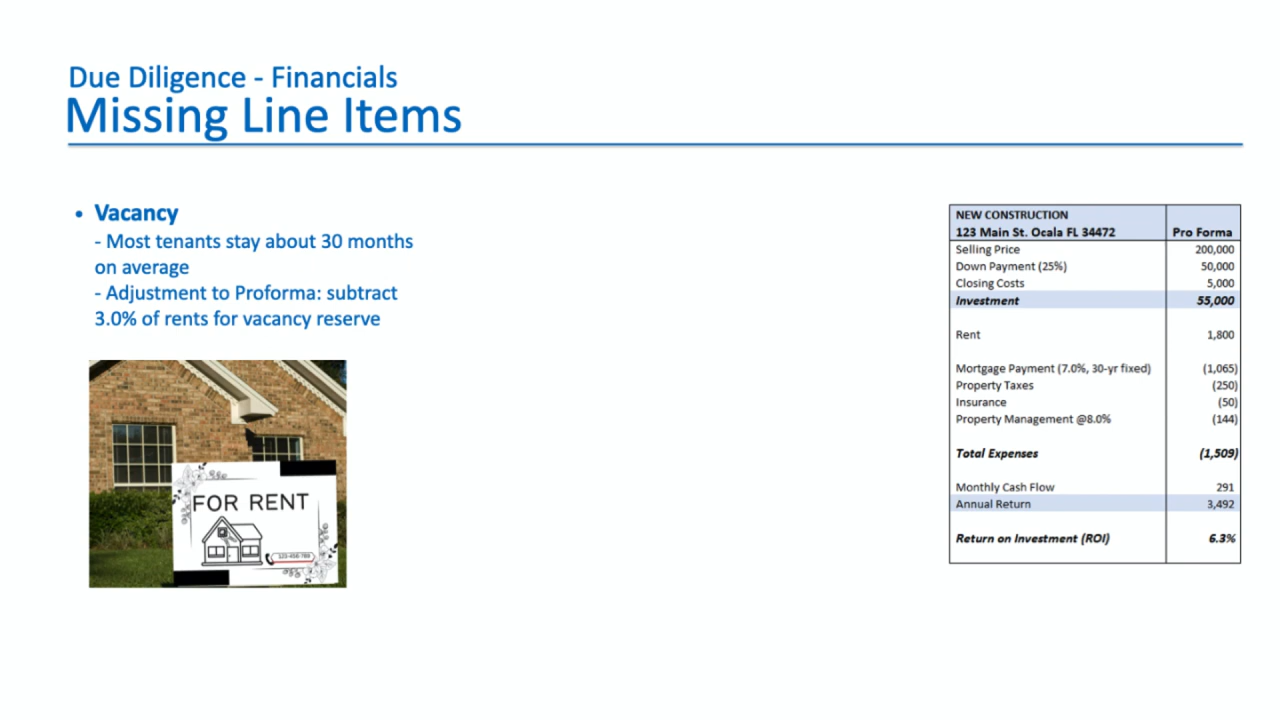 Due Diligence - Financials
Missing Line Items
• Vacancy
- Most tenants stay about 30 months
on average
- Adjustment to Proforma: subtract
3.0% of rents for vacancy reserve
FOR RENT
NEW CONSTRUCTION
123 Main St. Ocala FL 34472 Pro Forma
Selling Price 200,000
Down Payment (25%) 50,000
Closing Costs 5,000
Investment 55,000
Rent 1,800
Mortgage Payment (7.0%, 30-yr fixed) (1,065)
Property Taxes (250)
Insurance (50)
Property Management @8.0% (144)
Total Expenses (1,509)
Monthly Cash Flow 291
Annual Return 3,492
Return on Investment (ROI) 6.3%